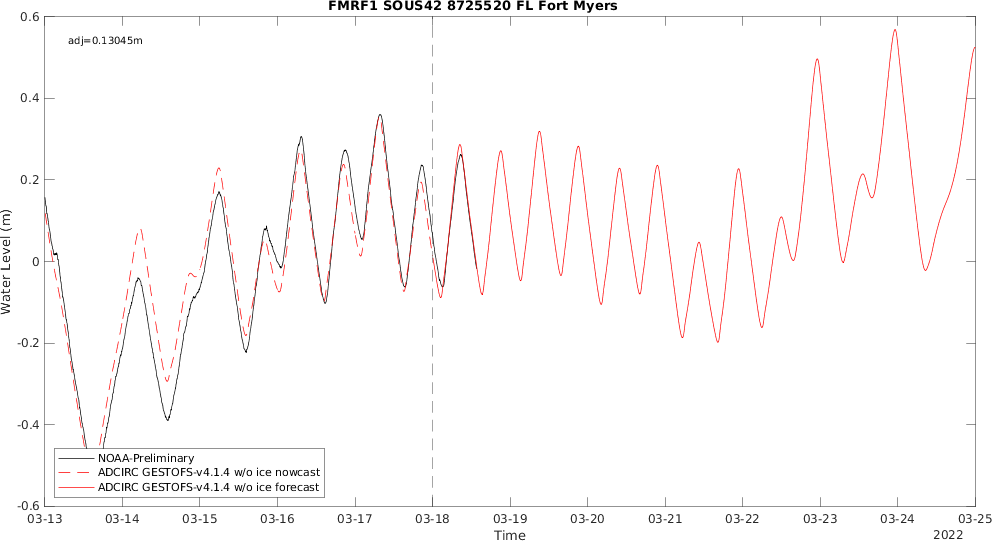 FMRF1 SOUS42 8725520 FL Fort Myers
adj=0.13045m
0.6
0.4
0.2
0
-0.2
-0.4
-0.6
Water Level (m)
NOAA-Preliminary
ADCIRC GESTOFS-v4.1.4 w/o ice nowcast
ADCIRC GESTOFS-v4.1.4 w/o ice forecast
03-13 03-14 03-15 03-16 03-17 03-18 03-19 03-20 03-21 03-22 03-23 03-24 03-25
Time
2022